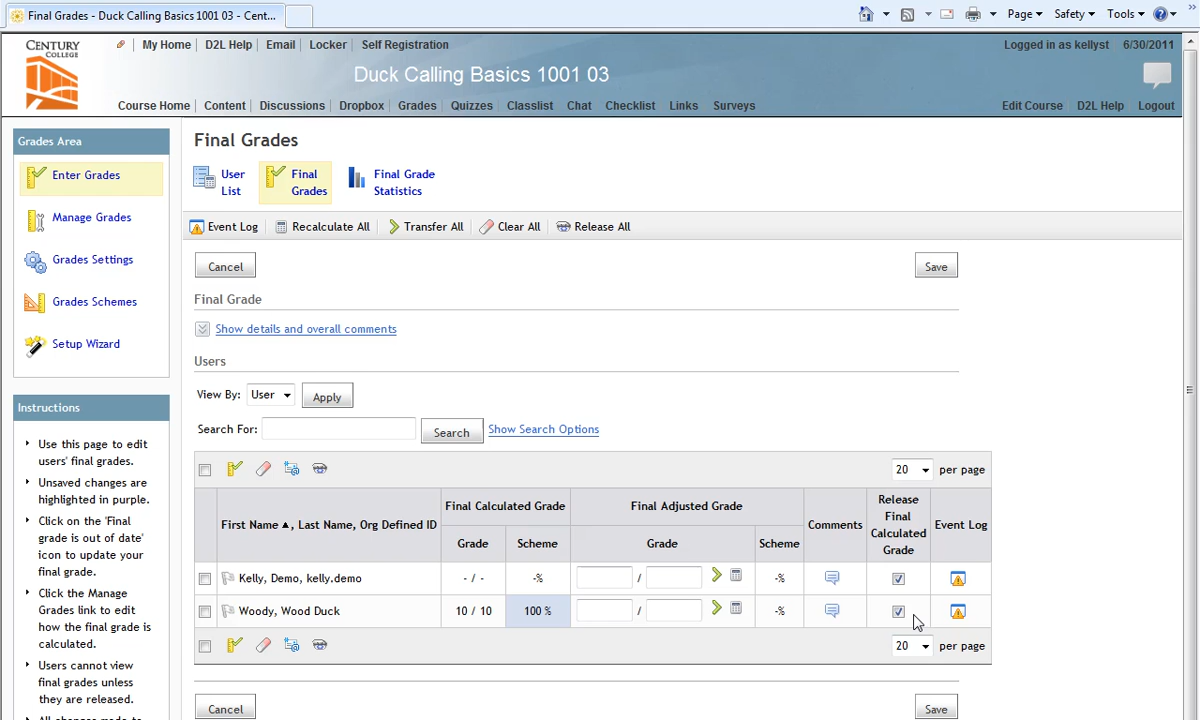 Final Grades - Duck Calling Basics 1001 03 - Cent...
Page Safety Tools
CENTURY
COLLEGE
My Home D2L Help Email Locker Self Registration
Logged in as kellyst 6/30/2011
Duck Calling Basics 1001 03
Course Home Content Discussions Dropbox Grades Quizzes Classlist Chat Checklist Links Surveys
Edit Course D2L Help Logout
Grades Area
Enter Grades
Manage Grades
Grades Settings
Grades Schemes
Setup Wizard
Instructions
Use this page to edit
users' final grades.
Unsaved changes are
highlighted in purple.
Click on the 'Final
grade is out of date'
icon to update your
final grade.
Click the Manage
Grades link to edit
how the final grade is
calculated.
Users cannot view
final grades unless
they are released.
All changes made to
Final Grades
User
List
Final
Grades
Final Grade
Statistics
Event Log Recalculate All Transfer All Clear All Release All
Cancel Save
Final Grade
Show details and overall comments
Users
View By: User Apply
Search For: Search Show Search Options
20 per page
First Name, Last Name, Org Defined ID
Final Calculated Grade
Final Adjusted Grade
Comments
Release
Final
Calculated
Grade
Event Log
Grade Scheme Grade Scheme
Kelly, Demo, kelly.demo - / - -% / -%
Woody, Wood Duck 10 / 10 100 % / -%
20 per page
Cancel Save